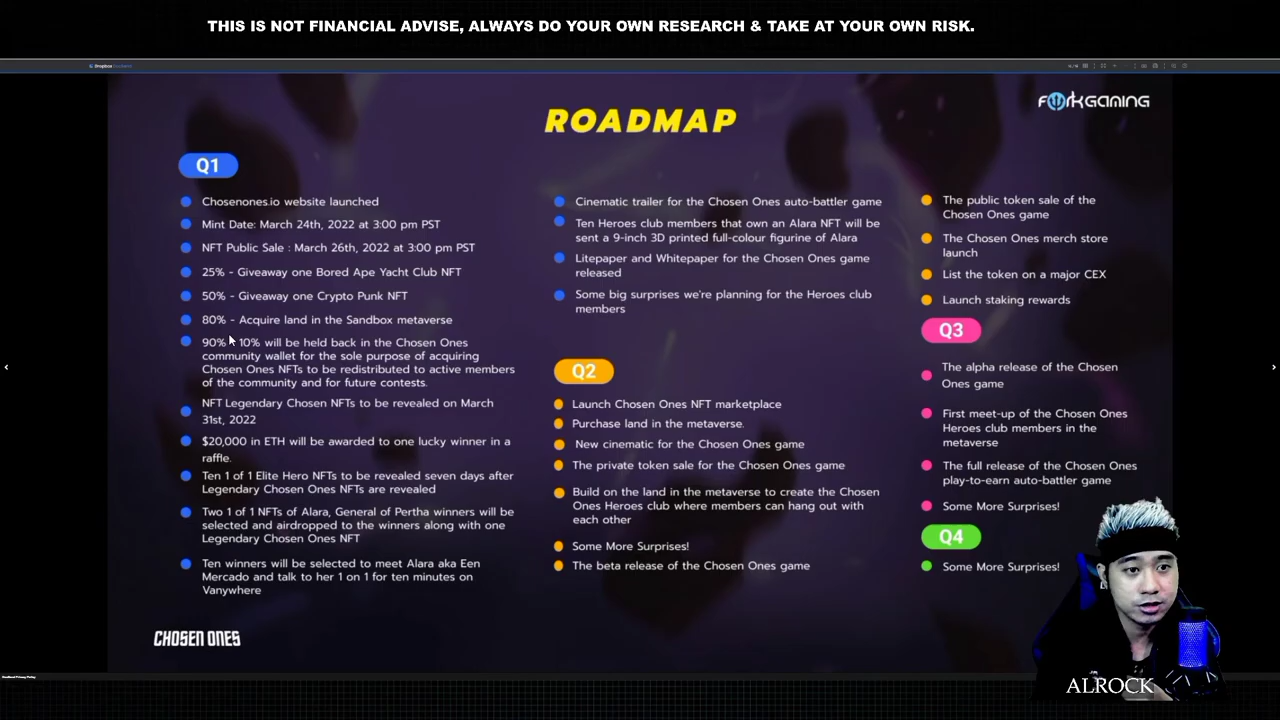 THIS IS NOT FINANCIAL ADVISE, ALWAYS DO YOUR OWN RESEARCH & TAKE AT YOUR OWN RISK.
Dropbox
ROADMAP
FORKGAMING
Q1
Chosenones.io website launched
Mint Date: March 24th, 2022 at 3:00 pm PST
NFT Public Sale : March 26th, 2022 at 3:00 pm PST
25% - Giveaway one Bored Ape Yacht Club NFT
50% - Giveaway one Crypto Punk NFT
80% - Acquire land in the Sandbox metaverse
90% - 10% will be held back in the Chosen Ones
community wallet for the sole purpose of acquiring
Chosen Ones NFTs to be redistributed to active members
of the community and for future contests.
NFT Legendary Chosen NFTs to be revealed on March
31st, 2022
$20,000 in ETH will be awarded to one lucky winner in a
raffle.
Ten 1 of 1 Elite Hero NFTs to be revealed seven days after
Legendary Chosen Ones NFTs are revealed
Two 1 of 1 NFTs of Alara, General of Pertha winners will be
selected and airdropped to the winners along with one
Legendary Chosen Ones NFT
Ten winners will be selected to meet Alara aka Een
Mercado and talk to her 1 on 1 for ten minutes on
Vanywhere
Cinematic trailer for the Chosen Ones auto-battler game
Ten Heroes club members that own an Alara NFT will be
sent a 9-inch 3D printed full-colour figurine of Alara
Litepaper and Whitepaper for the Chosen Ones game
released
Some big surprises we're planning for the Heroes club
members
Q2
Launch Chosen Ones NFT marketplace
Purchase land in the metaverse.
New cinematic for the Chosen Ones game
The private token sale for the Chosen Ones game
Build on the land in the metaverse to create the Chosen
Ones Heroes club where members can hang out with
each other
Some More Surprises!
The beta release of the Chosen Ones game
The public token sale of the
Chosen Ones game
The Chosen Ones merch store
launch
List the token on a major CEX
Launch staking rewards
Q3
The alpha release of the Chosen
Ones game
First meet-up of the Chosen Ones
Heroes club members in the
metaverse
The full release of the Chosen Ones
play-to-earn auto-battler game
Some More Surprises!
Q4
Some More Surprises!
CHOSEN ONES
ALROCK